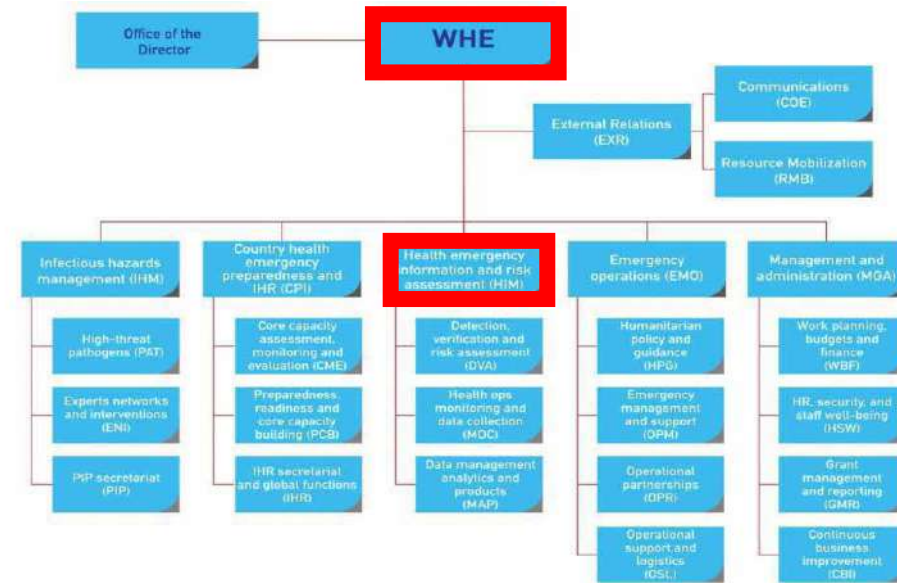 Office of the
Director
WHE
Communications
(COE)
External Relations
(EXR)
Resource Mobilization
(RMB)
Infectious hazards
management (IHM)
Country health
emergency
preparedness and
IHR (CPI)
Health emergency
information and risk
assessment (HIM)
Emergency
operations (EMO)
Management and
administration (MGA)
High-threat
pathogens (PAT)
Core capacity
assessment,
monitoring and
evaluation (CME)
Detection,
verification and
risk assessment
(DVA)
Humanitarian
policy and
guidance
(HPG)
Work planning,
budgets and
finance
(WBF)
Experts networks
and interventions
(ENI)
Preparedness,
readiness and
core capacity
building (PCB)
Health ops
monitoring and
data collection
(MOC)
Emergency
management
and support
(OPM)
HR, security, and
staff well-being
(HSW)
PIP secretariat
(PIP)
IHR secretariat
and global functions
(IHR)
Data management
analytics and
products
(MAP)
Operational
partnerships
(OPR)
Grant
management
and reporting
(GMR)
Operational
support and
logistics
(OSL)
Continuous
business
improvement
(CBI)